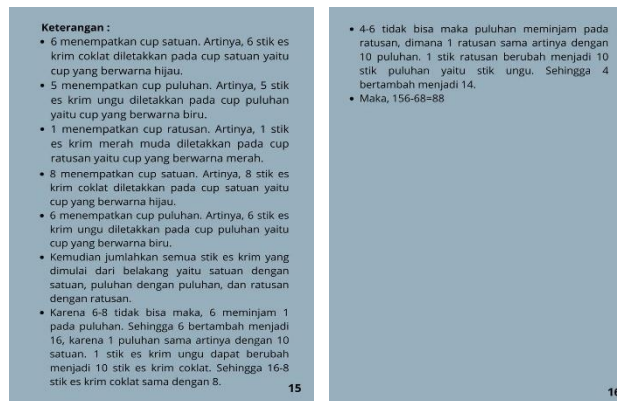 Keterangan :
• 6 menempatkan cup satuan. Artinya, 6 stik es
krim coklat diletakkan pada cup satuan yaitu
cup yang berwarna hijau.
• 5 menempatkan cup puluhan. Artinya, 5 stik
es krim ungu diletakkan pada cup puluhan
yaitu cup yang berwarna biru.
• 1 menempatkan cup ratusan. Artinya, 1 stik
es krim merah muda diletakkan pada cup
ratusan yaitu cup yang berwarna merah.
• 8 menempatkan cup satuan. Artinya, 8 stik es
krim coklat diletakkan pada cup satuan yaitu
cup yang berwarna hijau.
• 6 menempatkan cup puluhan. Artinya, 6 stik es
krim ungu diletakkan pada cup puluhan yaitu
cup yang berwarna biru.
• Kemudian jumlahkan semua stik es krim yang
dimulai dari belakang yaitu satuan dengan
satuan, puluhan dengan puluhan, dan ratusan
dengan ratusan.
• Karena 6-8 tidak bisa maka, 6 meminjam 1
pada puluhan. Sehingga 6 bertambah menjadi
16, karena 1 puluhan sama artinya dengan 10
satuan. 1 stik es krim ungu dapat berubah
menjadi 10 stik es krim coklat. Sehingga 16-8
stik es krim coklat sama dengan 8.
15
• 4-6 tidak bisa maka puluhan meminjam pada
ratusan, dimana 1 ratusan sama artinya dengan
10 puluhan. 1 stik ratusan berubah menjadi 10
stik puluhan yaitu stik ungu. Sehingga 4
bertambah menjadi 14.
• Maka, 156-68=88
16